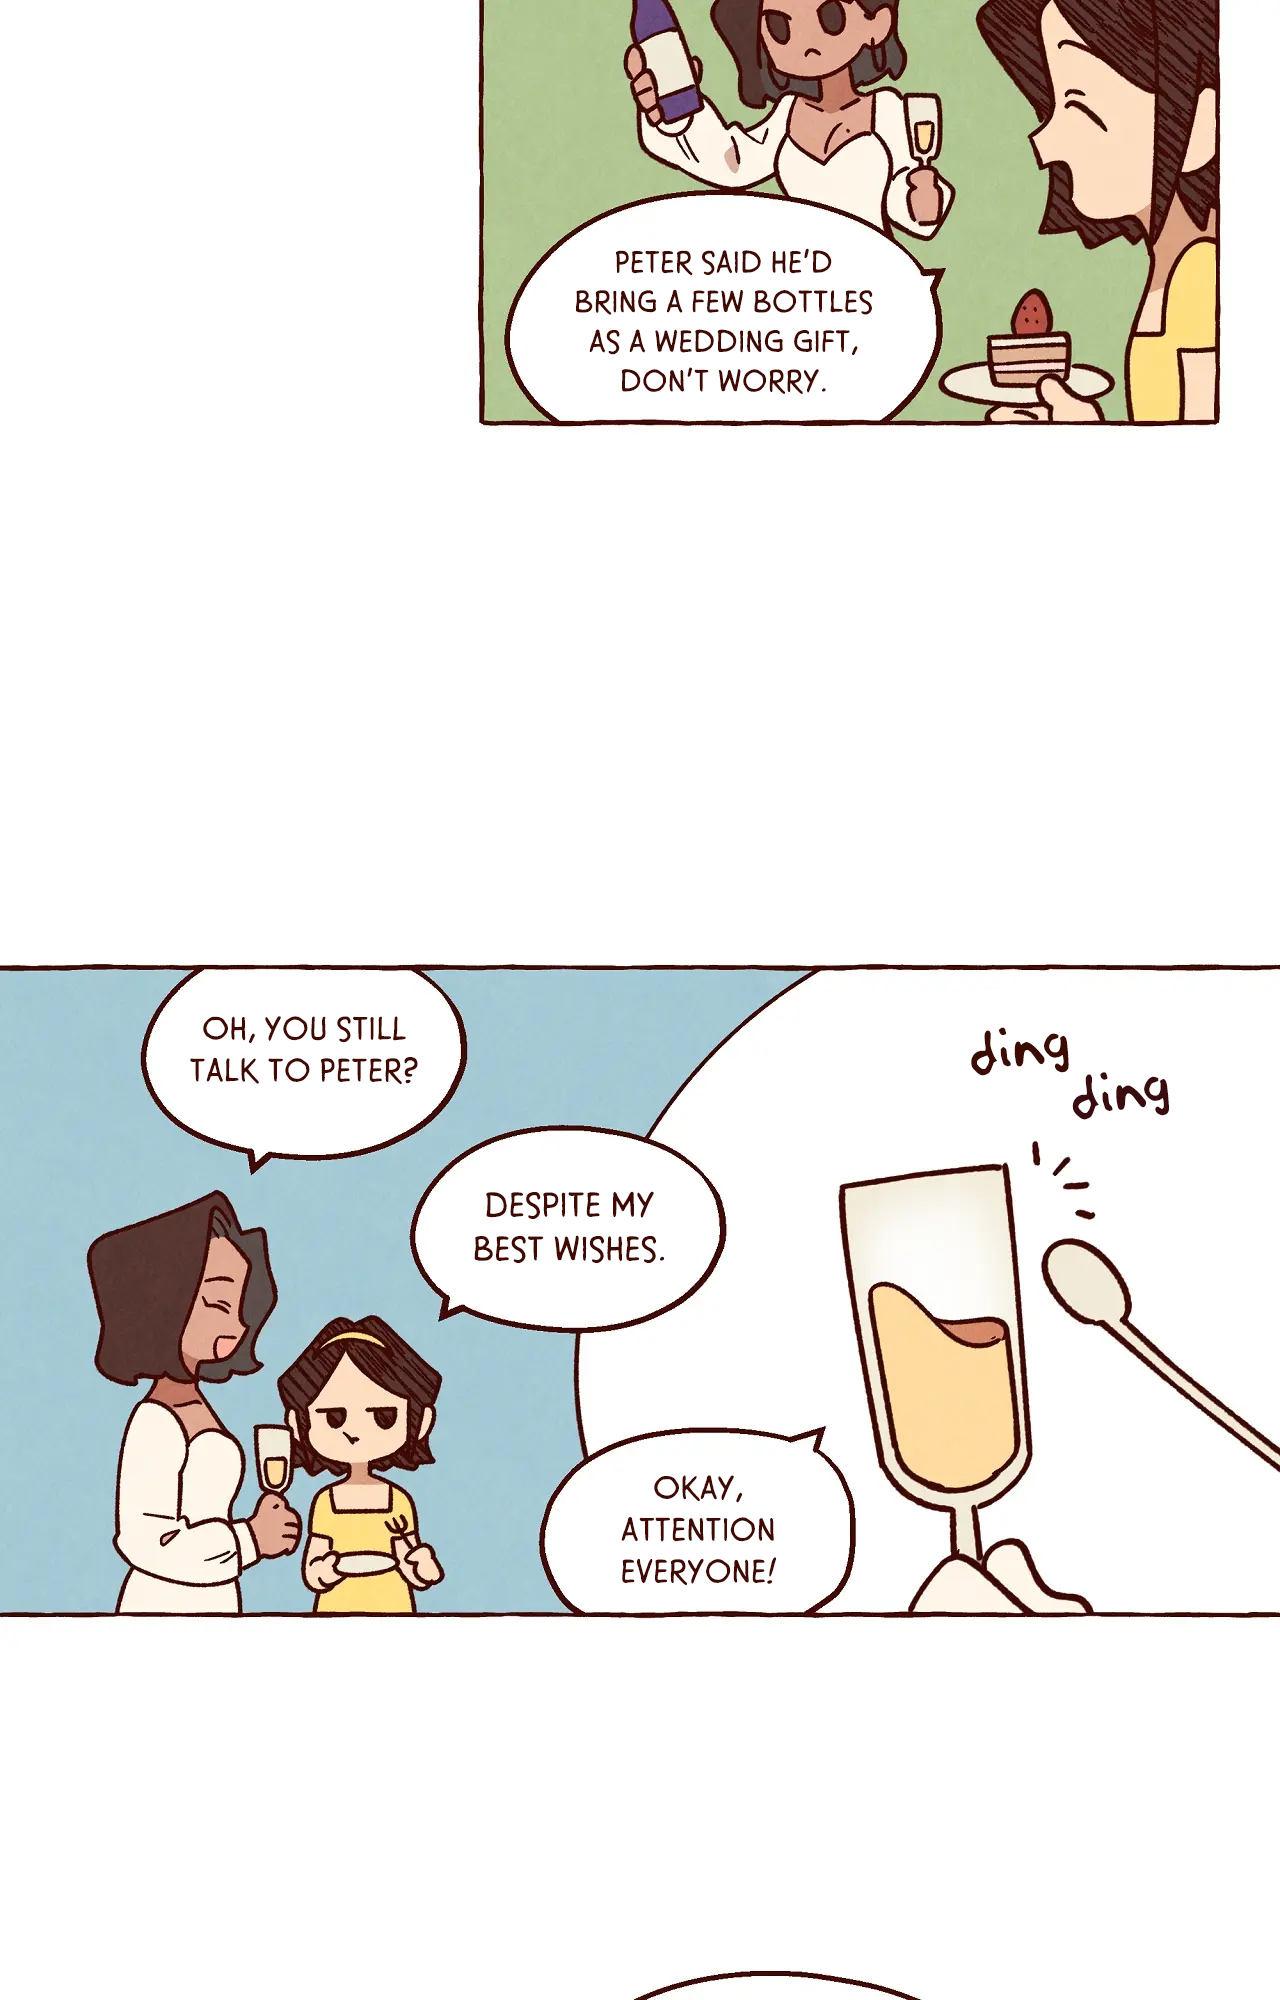 PETER SAID HE'D
BRING A FEW BOTTLES
AS A WEDDING GIFT,
DON'T WORRY.
OH, YOU STILL
TALK TO PETER?
DESPITE MY
BEST WISHES.
ding
ding
OKAY,
ATTENTION
EVERYONE!